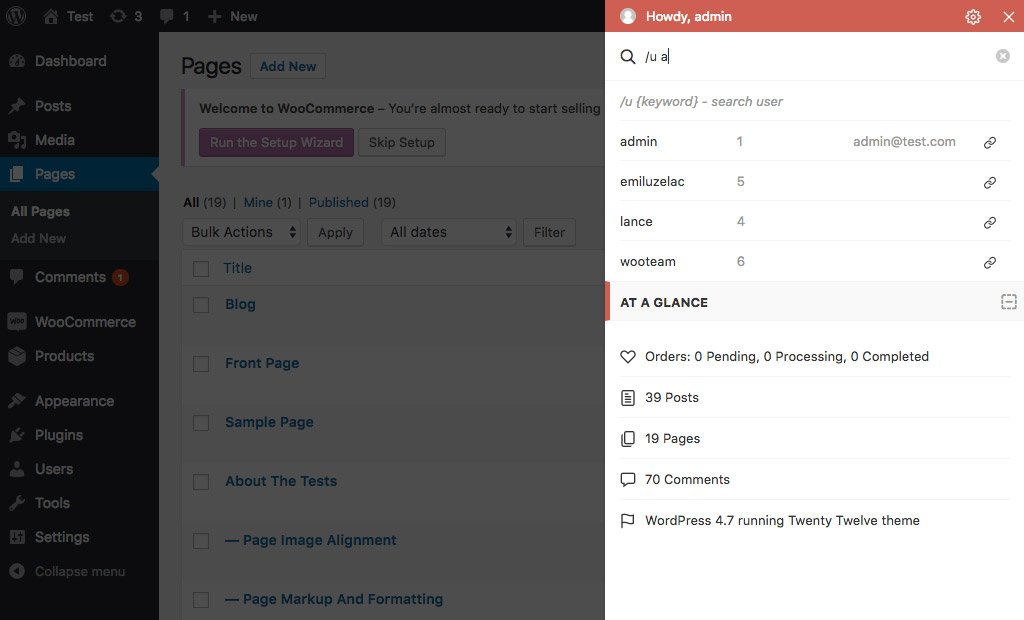 Test 3 1 New
Howdy, admin
Dashboard
Posts
Media
Pages
All Pages
Add New
Comments 1
WooCommerce
Products
Appearance
Plugins
Users
Tools
Settings
Collapse menu
Pages Add New
Welcome to WooCommerce – You're almost ready to start selling
Run the Setup Wizard Skip Setup
All (19) | Mine (1) | Published (19)
Bulk Actions Apply All dates Filter
Title
Blog
Front Page
Sample Page
About The Tests
— Page Image Alignment
— Page Markup And Formatting
/u a
/u {keyword} - search user
admin 1 admin@test.com
emiluzelac 5
lance 4
wooteam 6
AT A GLANCE
Orders: 0 Pending, 0 Processing, 0 Completed
39 Posts
19 Pages
70 Comments
WordPress 4.7 running Twenty Twelve theme